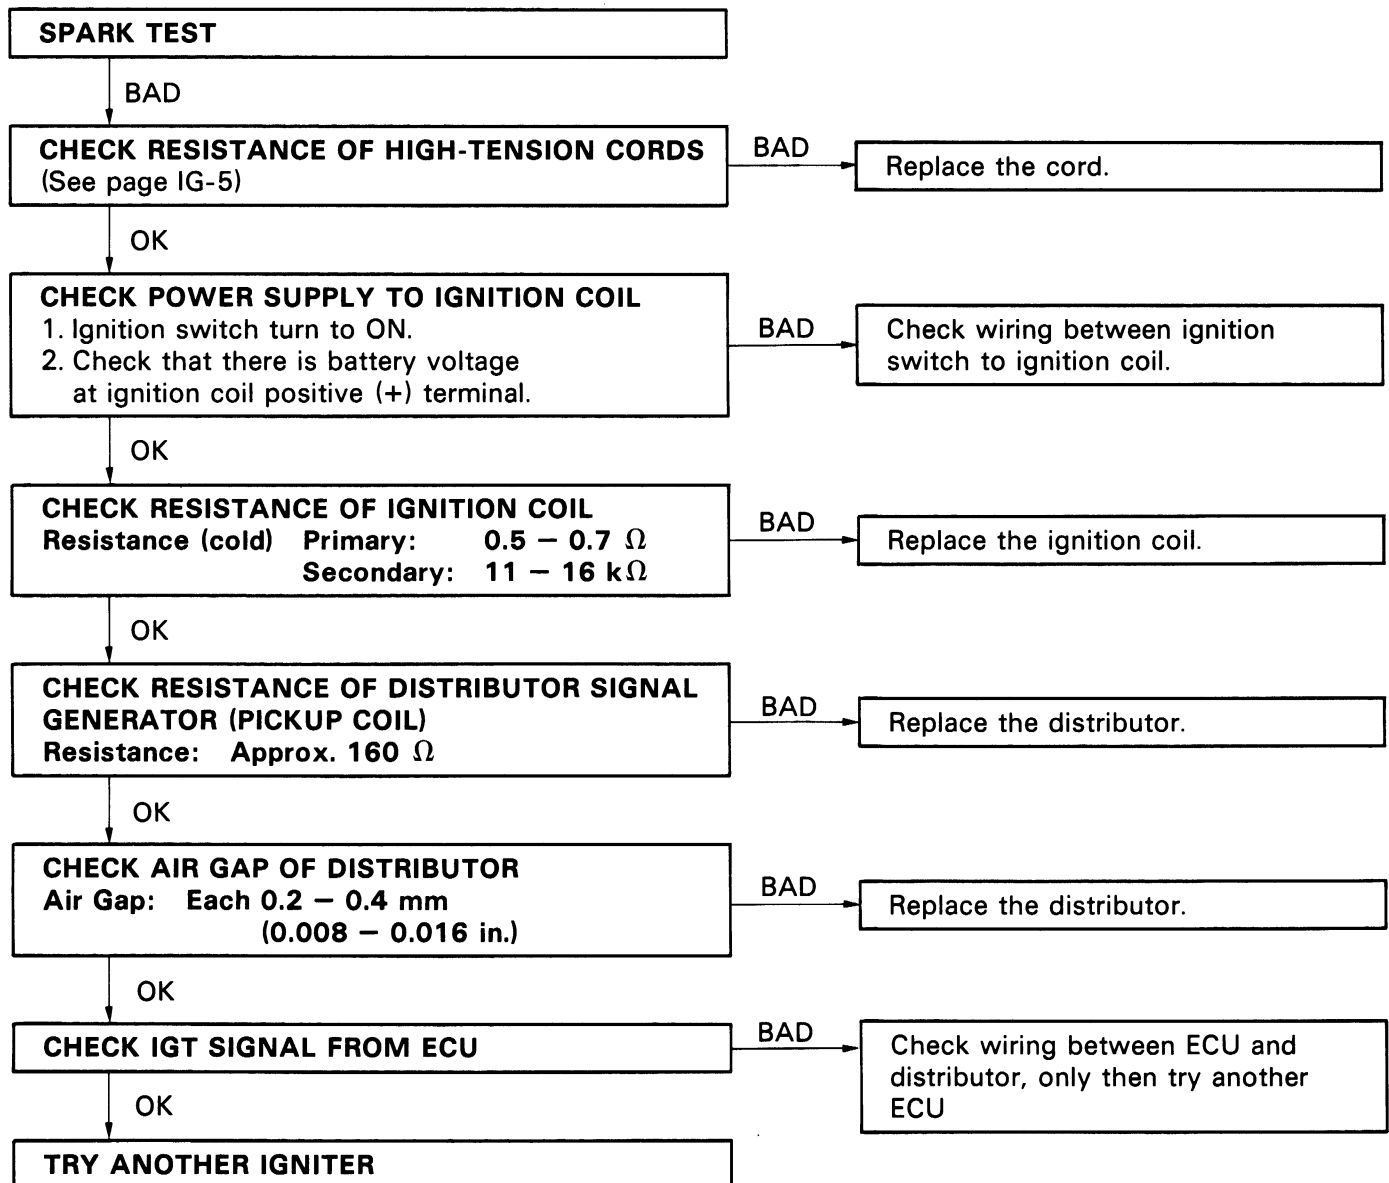 SPARK TEST
BAD
CHECK RESISTANCE OF HIGH-TENSION CORDS
(See page IG-5)
BAD
Replace the cord.
OK
CHECK POWER SUPPLY TO IGNITION COIL
1. Ignition switch turn to ON.
2. Check that there is battery voltage
at ignition coil positive (+) terminal.
BAD
Check wiring between ignition
switch to ignition coil.
OK
CHECK RESISTANCE OF IGNITION COIL
Resistance (cold) Primary: 0.5 – 0.7 Ω
Secondary: 11 – 16 kΩ
BAD
Replace the ignition coil.
OK
CHECK RESISTANCE OF DISTRIBUTOR SIGNAL
GENERATOR (PICKUP COIL)
Resistance: Approx. 160 Ω
BAD
Replace the distributor.
OK
CHECK AIR GAP OF DISTRIBUTOR
Air Gap: Each 0.2 – 0.4 mm
(0.008 – 0.016 in.)
BAD
Replace the distributor.
OK
CHECK IGT SIGNAL FROM ECU
BAD
Check wiring between ECU and
distributor, only then try another
ECU
OK
TRY ANOTHER IGNITER